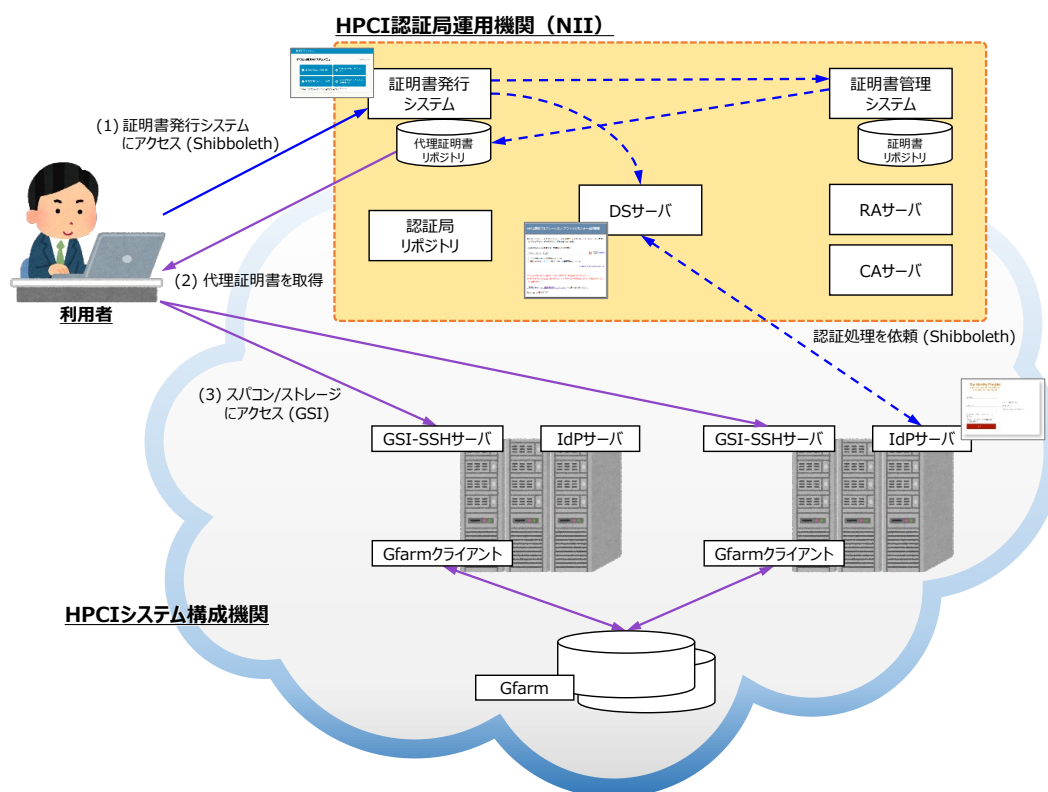 HPCI認証局運用機関（NII）
証明書発行
システム
証明書管理
システム
(1) 証明書発行システム
にアクセス (Shibboleth)
代理証明書
リポジトリ
証明書
リポジトリ
認証局
リポジトリ
DSサーバ
RAサーバ
CAサーバ
(2) 代理証明書を取得
利用者
認証処理を依頼 (Shibboleth)
(3) スパコン/ストレージ
にアクセス (GSI)
GSI-SSHサーバ
IdPサーバ
GSI-SSHサーバ
IdPサーバ
Gfarmクライアント
Gfarmクライアント
HPCIシステム構成機関
Gfarm